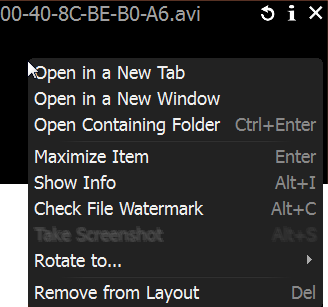 00-40-8C-BE-B0-A6.avi
Open in a New Tab
Open in a New Window
Open Containing Folder Ctrl+Enter
Maximize Item Enter
Show Info Alt+I
Check File Watermark Alt+C
Take Screenshot Alt+S
Rotate to...
Remove from Layout Del